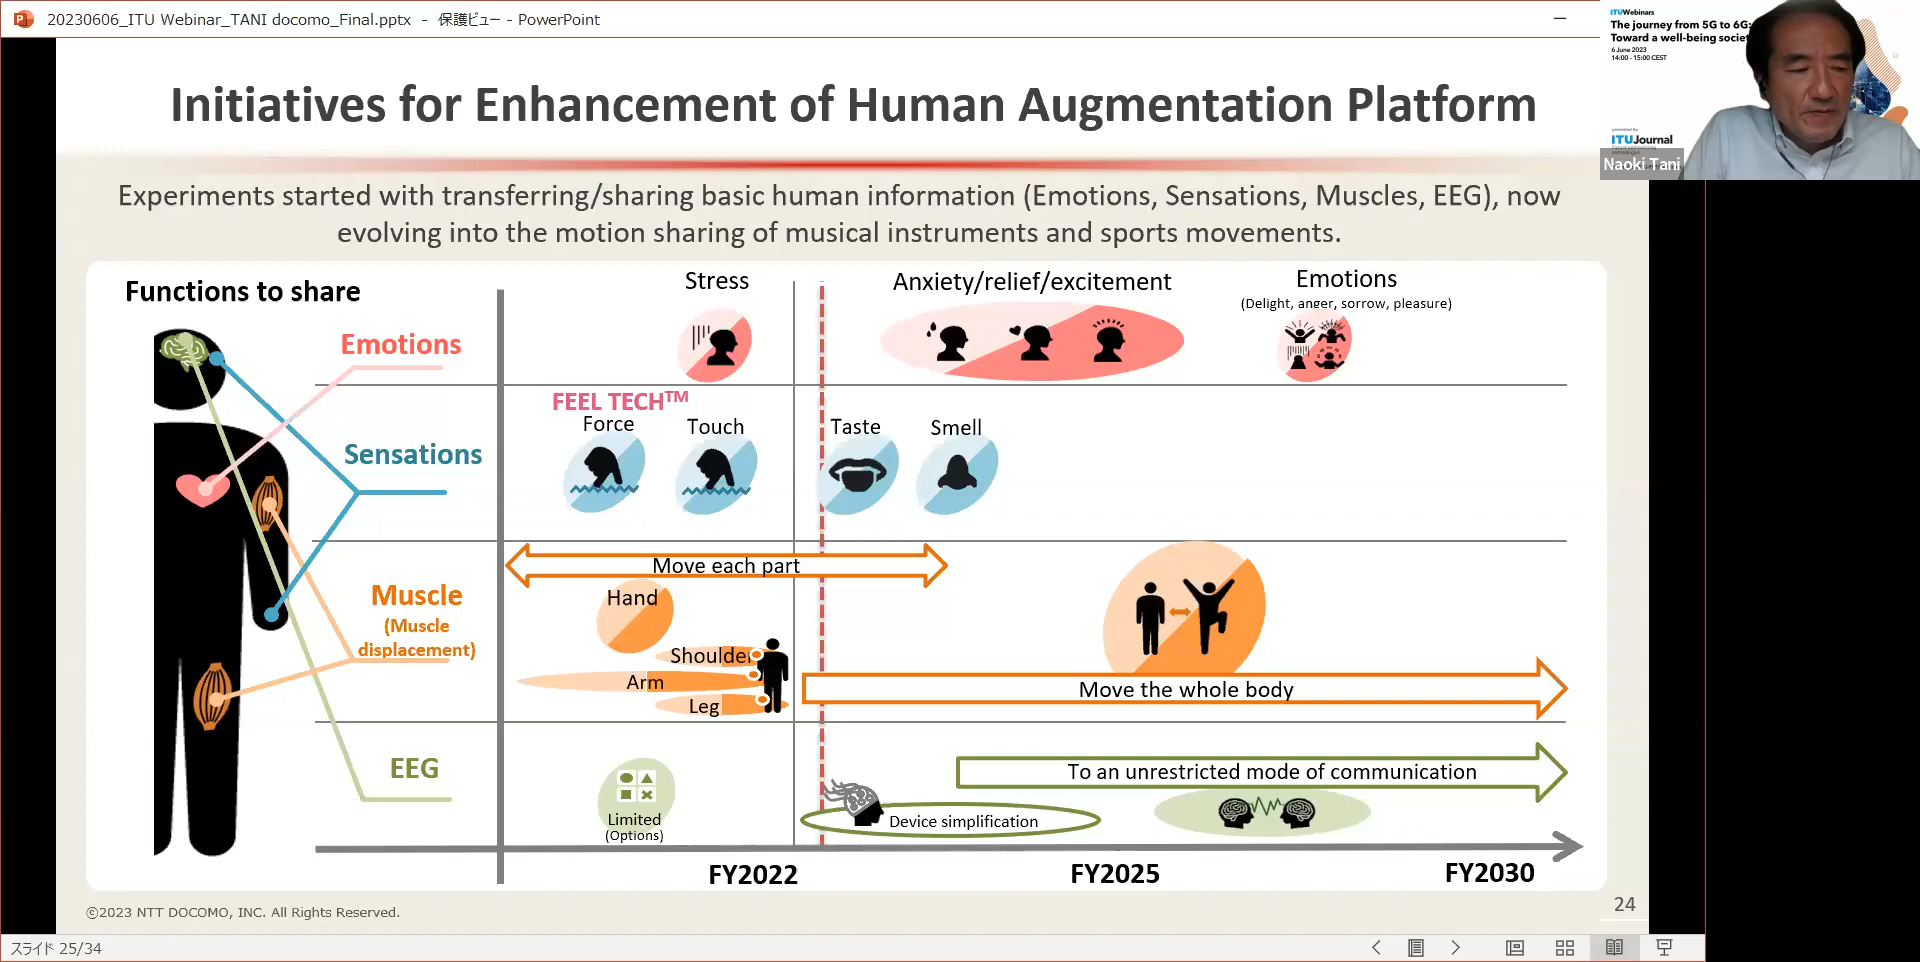 20230606_ITU Webinar_TANI docomo_Final.pptx - 保護ビュー - PowerPoint
ITUWebinars
The journey from 5G to 6G:
Toward a well-being societ
6 June 2023
14:00 - 15:00 CEST
presented by:
ITUJournal
Naoki Tani
Initiatives for Enhancement of Human Augmentation Platform
Experiments started with transferring/sharing basic human information (Emotions, Sensations, Muscles, EEG), now
evolving into the motion sharing of musical instruments and sports movements.
Functions to share
Stress
Anxiety/relief/excitement
Emotions
(Delight, anger, sorrow, pleasure)
Emotions
FEEL TECH™
Force
Touch
Taste
Smell
Sensations
Move each part
Muscle
(Muscle
displacement)
Hand
Shoulder
Arm
Leg
Move the whole body
EEG
Limited
(Options)
Device simplification
To an unrestricted mode of communication
FY2022
FY2025
FY2030
©2023 NTT DOCOMO, INC. All Rights Reserved.
24
スライド 25/34